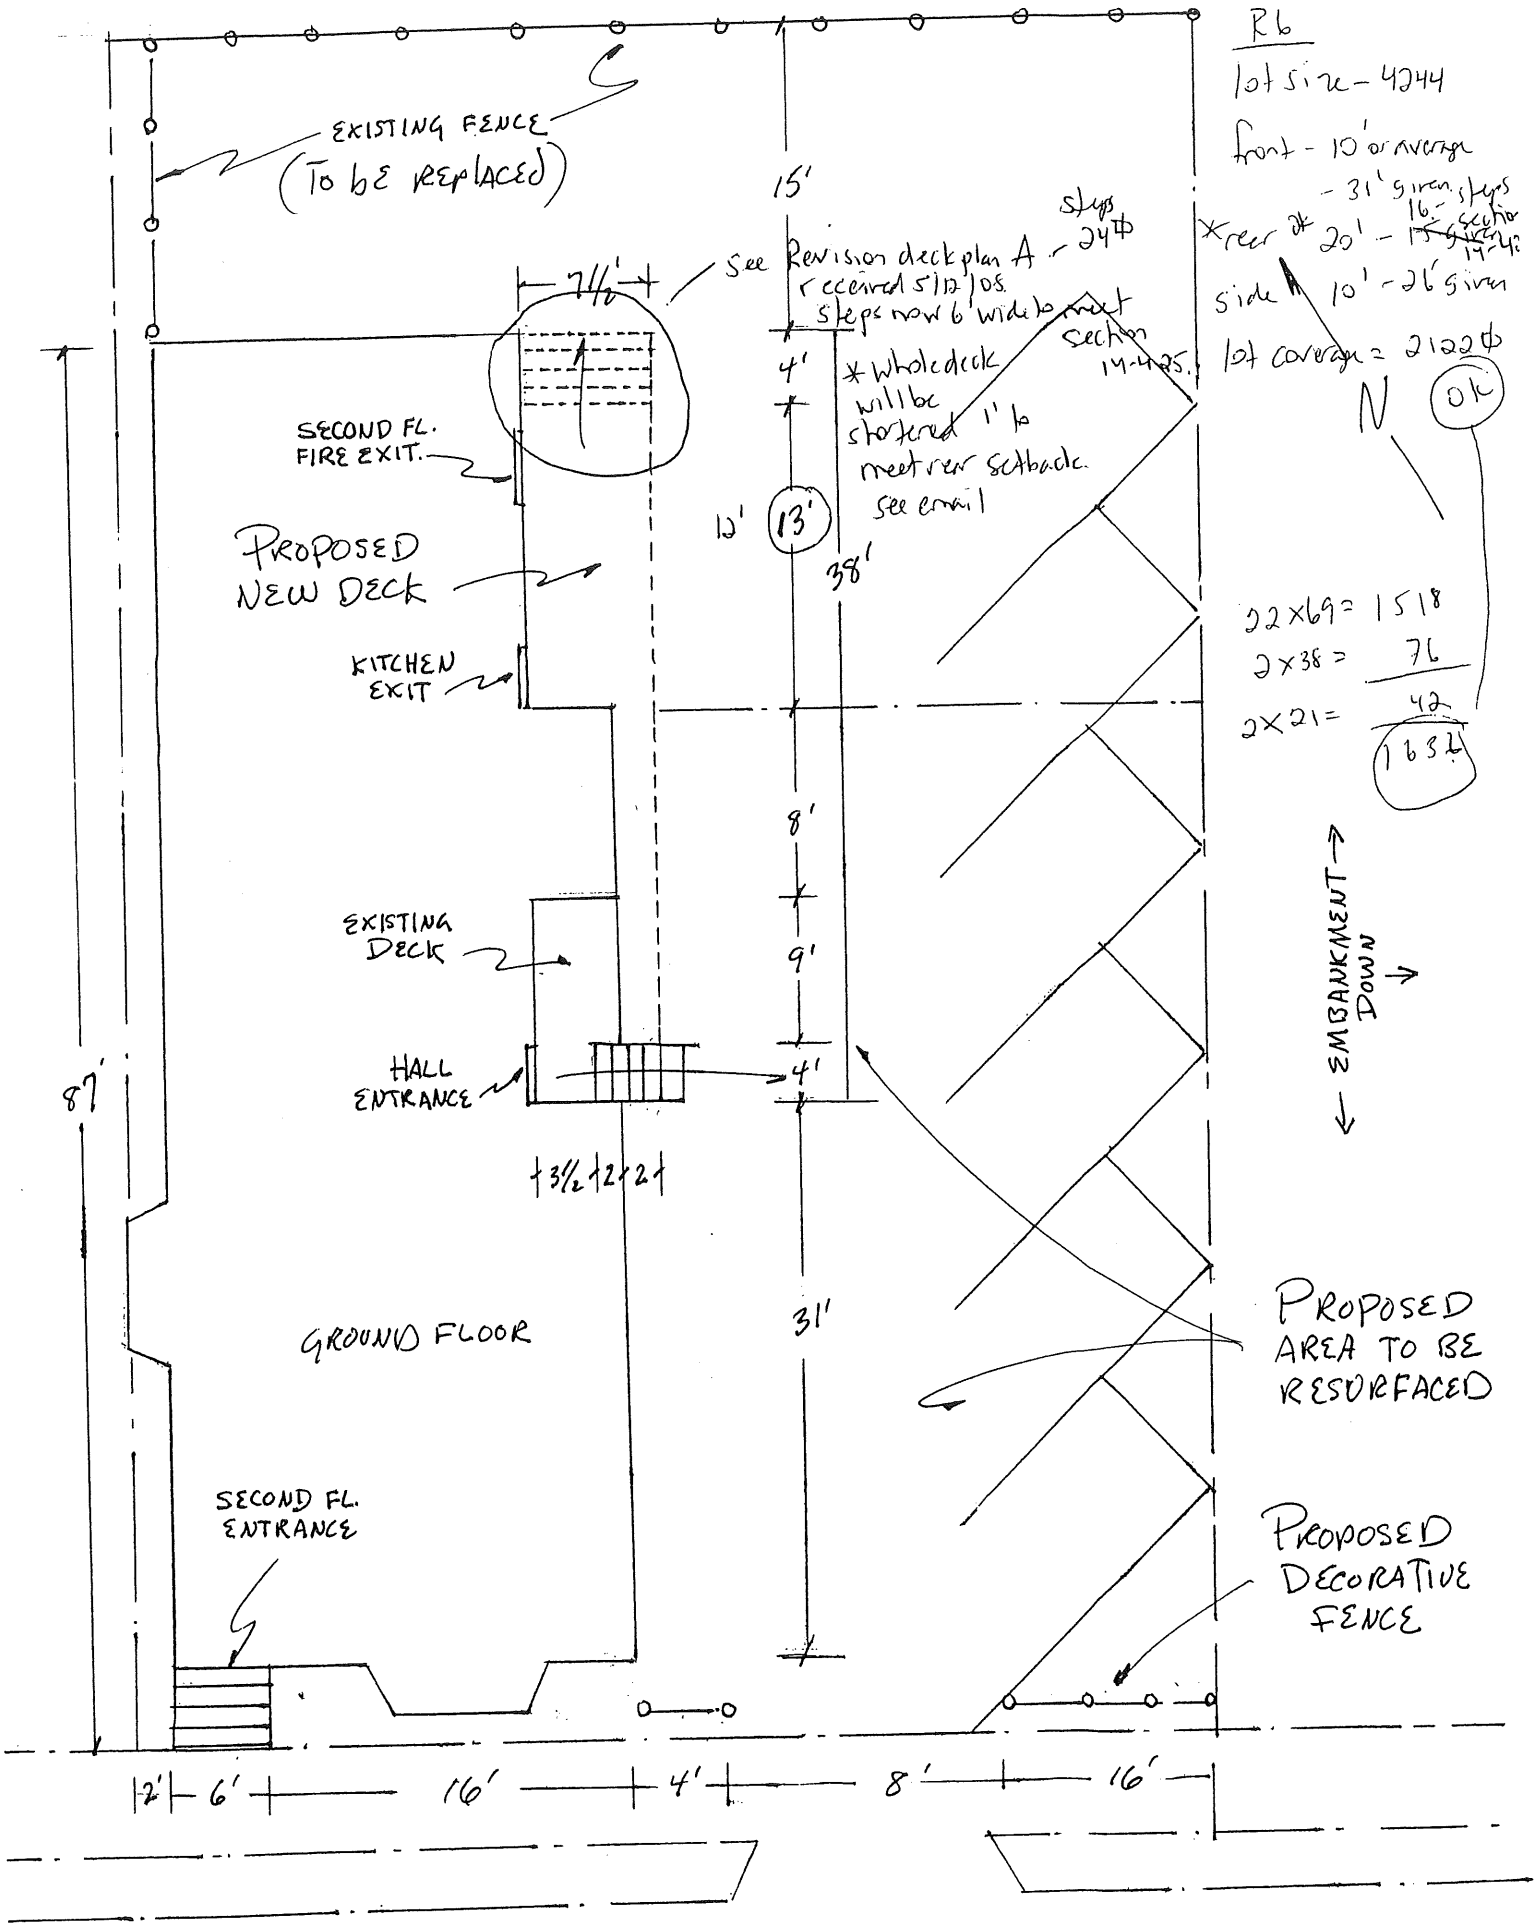 R6
lot size - 4244
front - 10' or average
- 31' given steps
16' - steps
*rear * 20' - 15' given section
14-42
side 10' - 26' given
lot coverage = 2122 ф
OK
N
EXISTING FENCE
(To bE REPlACEd)
15'
steps
24 ф
see Revision deck plan A -
received 5/12/05
steps now 6' wide to meet
section
14-425.
7½'
4'
* Whole deck
will be
shortened 1' to
meet rear setback.
see email
SECOND FL.
FIRE EXIT.
12'
13'
38'
PROPOSED
NEW DECK
22 x 69 = 1518
2 x 38 = 76
2 x 21 = 42
1636
KITCHEN
EXIT
8'
EXISTING
DECK
9'
← EMBANKMENT →
DOWN →
87'
HALL
ENTRANCE
4'
3½ 2 2
31'
GROUND FLOOR
PROPOSED
AREA TO BE
RESURFACED
SECOND FL.
ENTRANCE
PROPOSED
DECORATIVE
FENCE
2' 6' 16' 4' 8' 16'